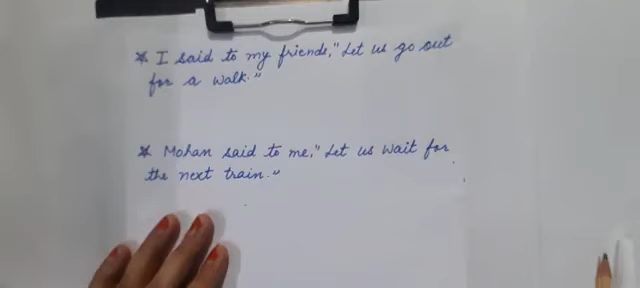 * I said to my friends, "Let us go out
for a walk."
* Mohan said to me, "Let us wait for
the next train."